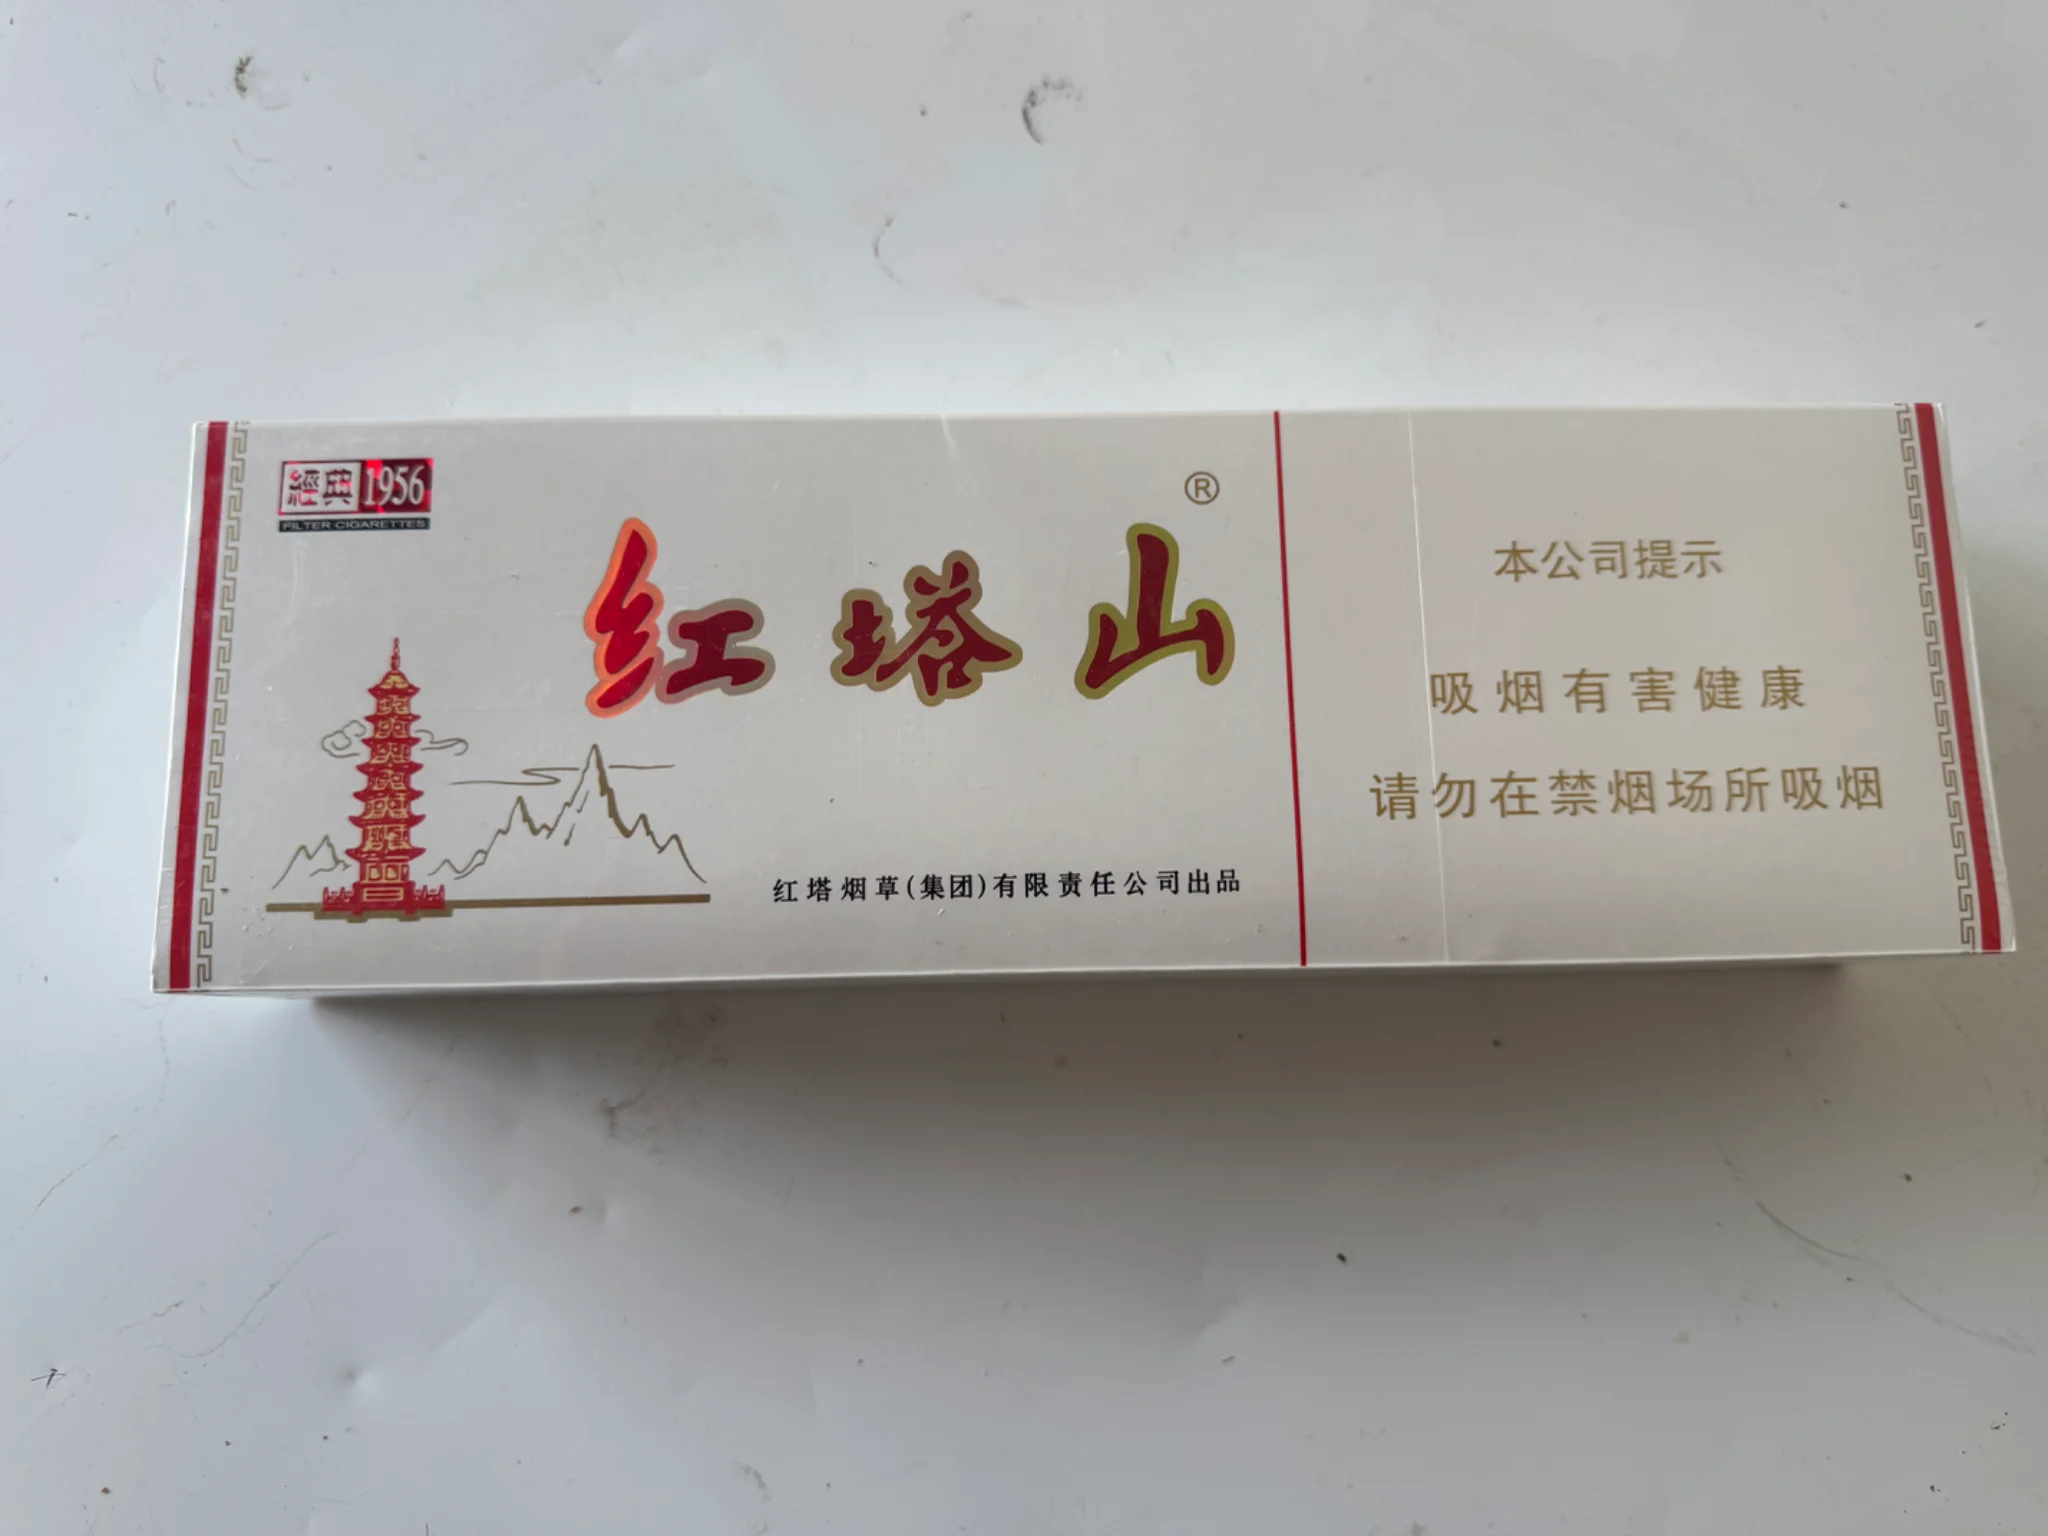 經典1956
FILTER CIGARETTES
红塔山®
红塔烟草(集团)有限责任公司出品
本公司提示
吸烟有害健康
请勿在禁烟场所吸烟